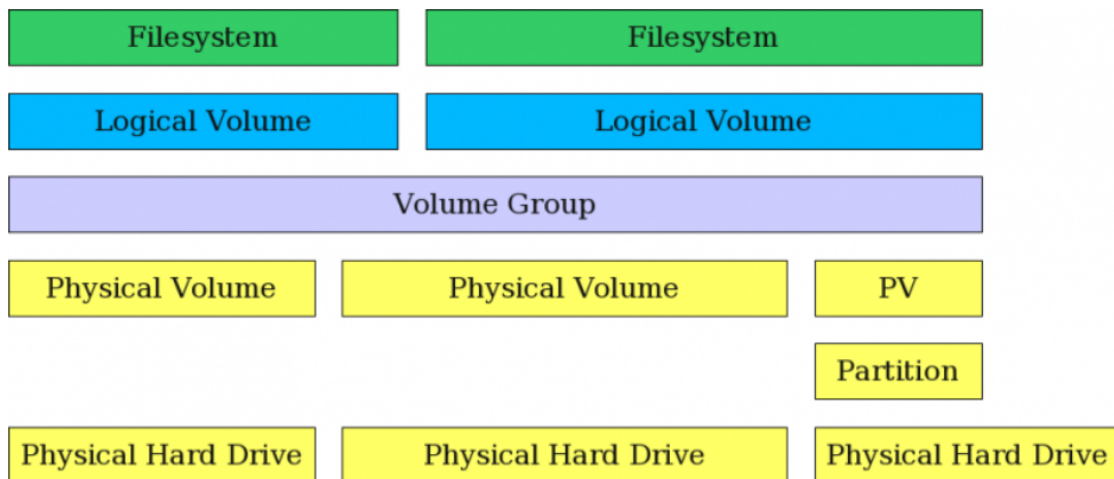 Filesystem
Filesystem
Logical Volume
Logical Volume
Volume Group
Physical Volume
Physical Volume
PV
Partition
Physical Hard Drive
Physical Hard Drive
Physical Hard Drive